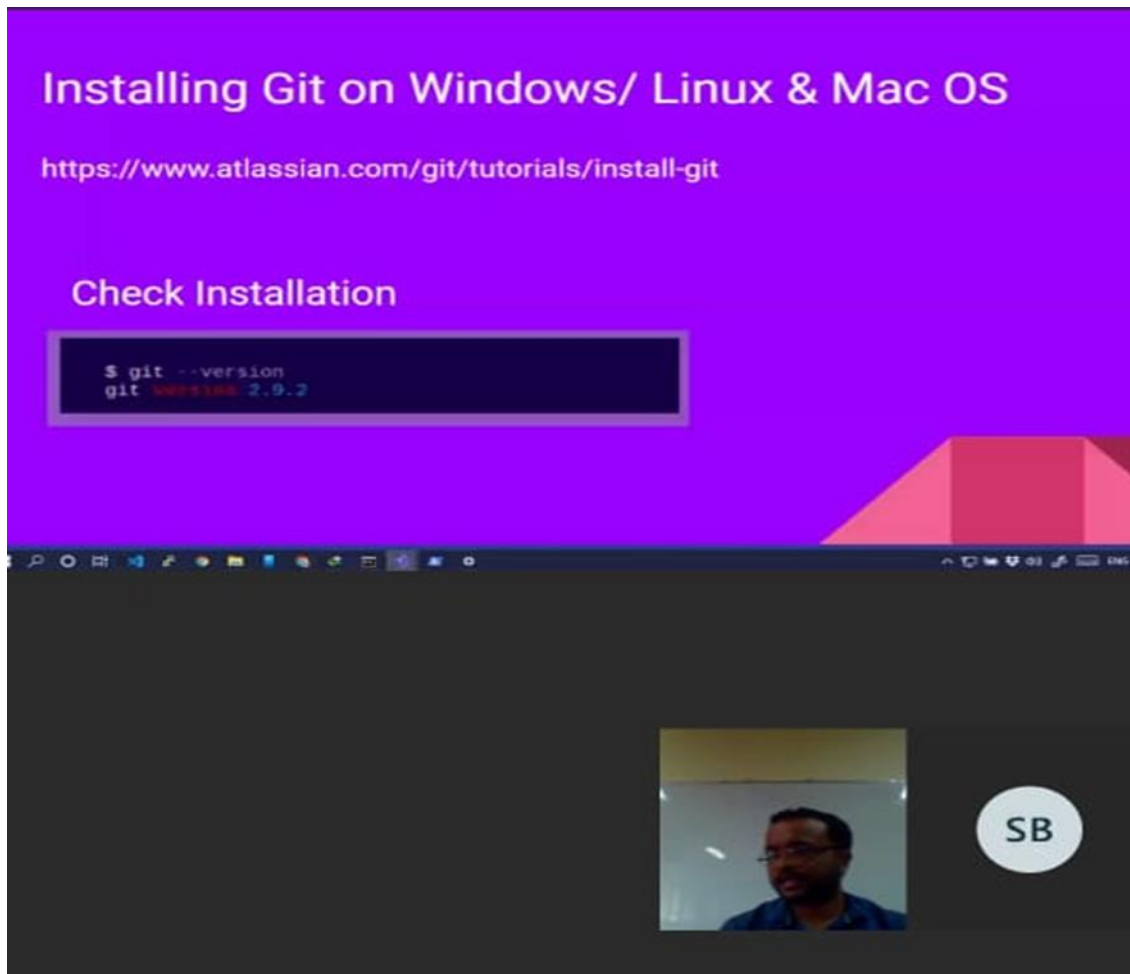 Installing Git on Windows/ Linux & Mac OS
https://www.atlassian.com/git/tutorials/install-git
Check Installation
$ git --version
git version 2.9.2
ENG
SB